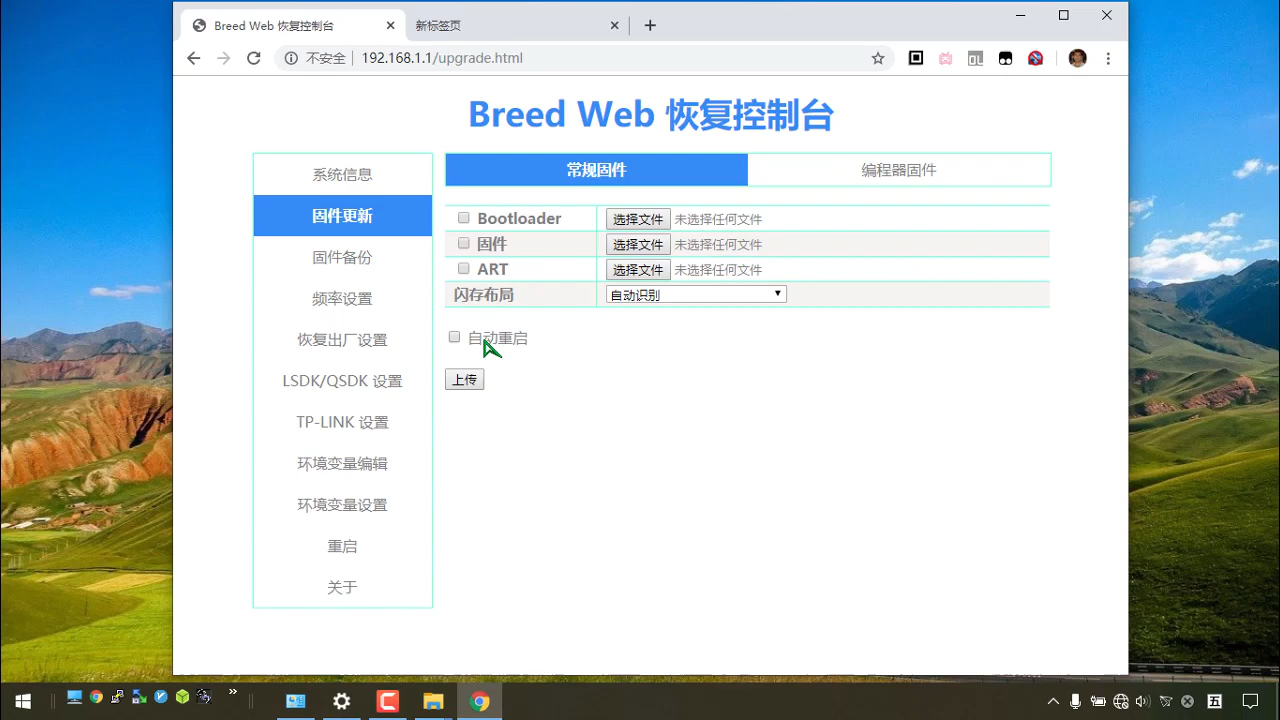 Breed Web 恢复控制台
新标签页
不安全
192.168.1.1/upgrade.html
Breed Web 恢复控制台
系统信息
固件更新
固件备份
频率设置
恢复出厂设置
LSDK/QSDK 设置
TP-LINK 设置
环境变量编辑
环境变量设置
重启
关于
常规固件
编程器固件
Bootloader 选择文件 未选择任何文件
固件 选择文件 未选择任何文件
ART 选择文件 未选择任何文件
闪存布局 自动识别
自动重启
上传
五